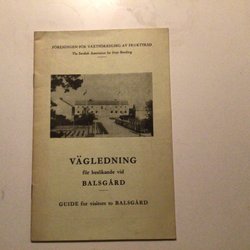 FÖRENINGEN FÖR VÄXTFÖRÄDLING AV FRUKTTRÄD
The Swedish Association for Fruit Breeding
VÄGLEDNING
för besökande vid
BALSGÅRD
GUIDE for visitors to BALSGÅRD